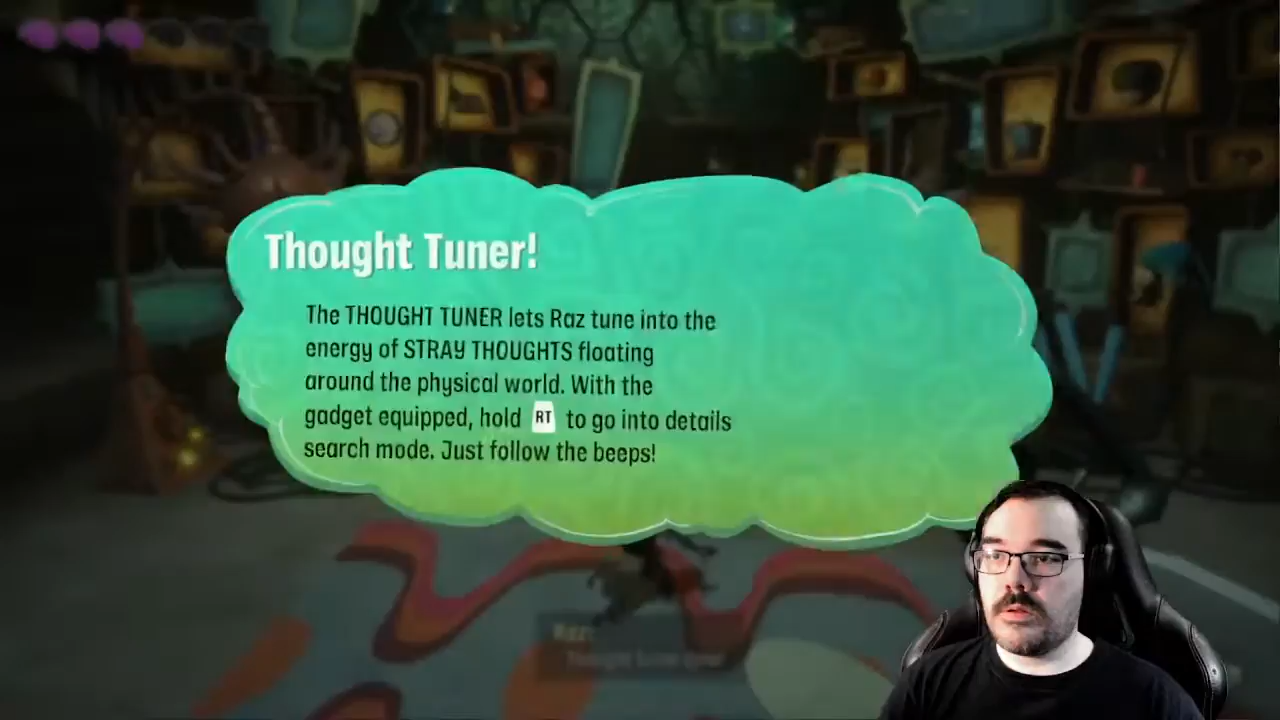 Thought Tuner!
The THOUGHT TUNER lets Raz tune into the
energy of STRAY THOUGHTS floating
around the physical world. With the
gadget equipped, hold RT to go into details
search mode. Just follow the beeps!
Raz: